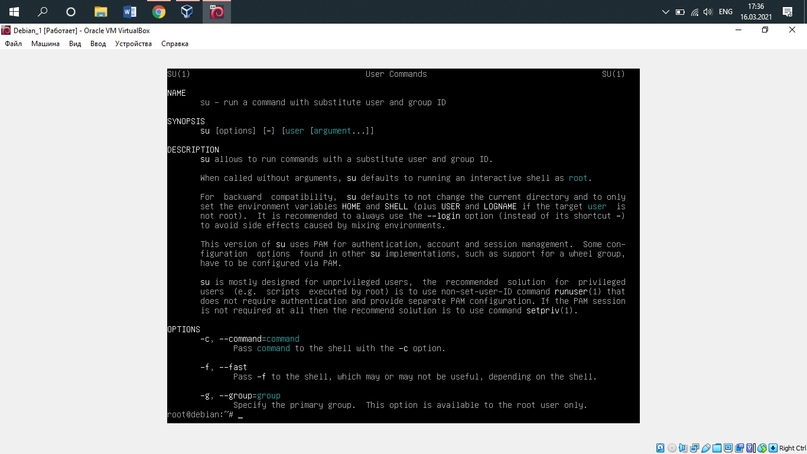 ENG
17:36
16.03.2021
Debian_1 [Работает] - Oracle VM VirtualBox
Файл Машина Вид Ввод Устройства Справка
SU(1) User Commands SU(1)
NAME
su - run a command with substitute user and group ID
SYNOPSIS
su [options] [-] [user [argument...]]
DESCRIPTION
su allows to run commands with a substitute user and group ID.
When called without arguments, su defaults to running an interactive shell as root.
For backward compatibility, su defaults to not change the current directory and to only
set the environment variables HOME and SHELL (plus USER and LOGNAME if the target user is
not root). It is recommended to always use the --login option (instead of its shortcut -)
to avoid side effects caused by mixing environments.
This version of su uses PAM for authentication, account and session management. Some con-
figuration options found in other su implementations, such as support for a wheel group,
have to be configured via PAM.
su is mostly designed for unprivileged users, the recommended solution for privileged
users (e.g. scripts executed by root) is to use non-set-user-ID command runuser(1) that
does not require authentication and provide separate PAM configuration. If the PAM session
is not required at all then the recommend solution is to use command setpriv(1).
OPTIONS
-c, --command=command
Pass command to the shell with the -c option.
-f, --fast
Pass -f to the shell, which may or may not be useful, depending on the shell.
-g, --group=group
Specify the primary group. This option is available to the root user only.
root@debian:~# _
Right Ctrl